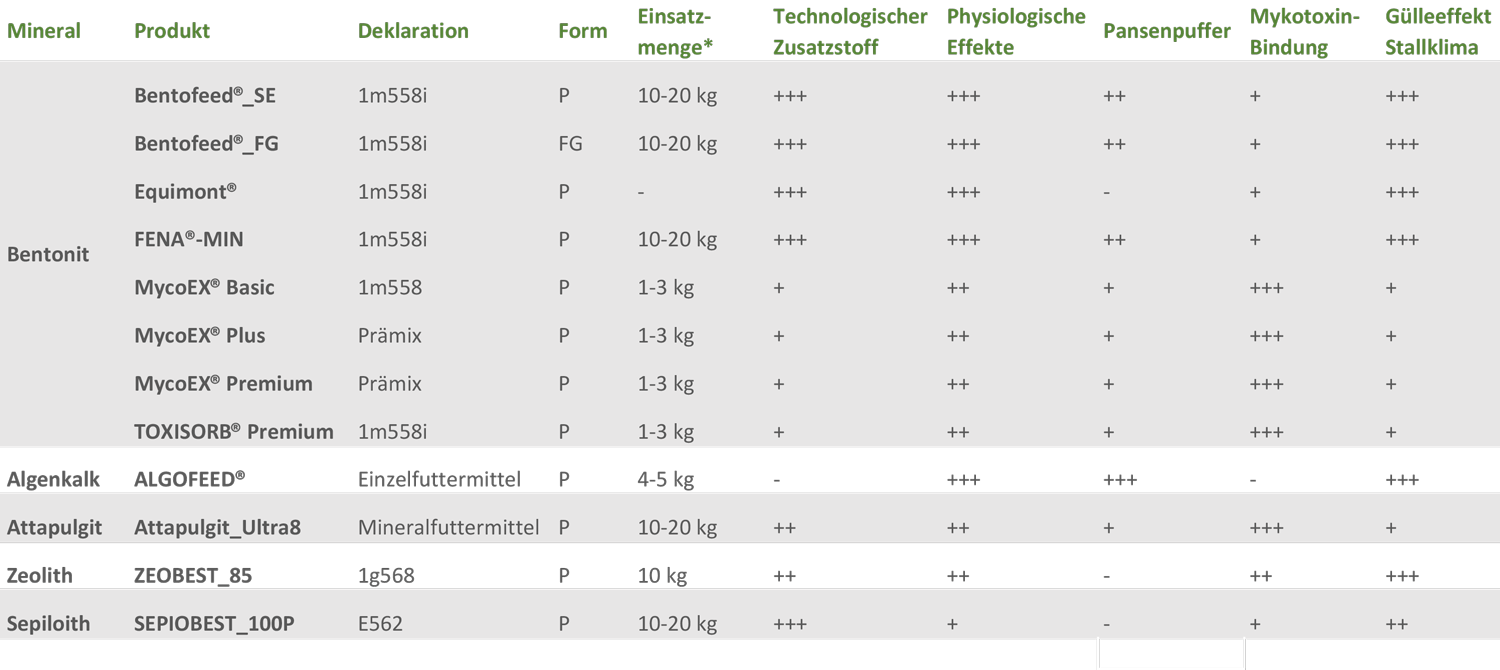 Mineral Produkt Deklaration Form Einsatz- menge* Technologischer Zusatzstoff Physiologische Effekte Pansenpuffer Mykotoxin- Bindung Gülleeffekt Stallklima
Bentonit
Bentofeed®_SE 1m558i P 10-20 kg +++ +++ ++ + +++
Bentofeed®_FG 1m558i FG 10-20 kg +++ +++ ++ + +++
Equimont® 1m558i P - +++ +++ - + +++
FENA®-MIN 1m558i P 10-20 kg +++ +++ ++ + +++
MycoEX® Basic 1m558 P 1-3 kg + ++ + +++ +
MycoEX® Plus Prämix P 1-3 kg + ++ + +++ +
MycoEX® Premium Prämix P 1-3 kg + ++ + +++ +
TOXISORB® Premium 1m558i P 1-3 kg + ++ + +++ +
Algenkalk ALGOFEED® Einzelfuttermittel P 4-5 kg - +++ +++ - +++
Attapulgit Attapulgit_Ultra8 Mineralfuttermittel P 10-20 kg ++ ++ + +++ +
Zeolith ZEOBEST_85 1g568 P 10 kg ++ ++ - ++ +++
Sepiloith SEPIOBEST_100P E562 P 10-20 kg +++ + - + ++